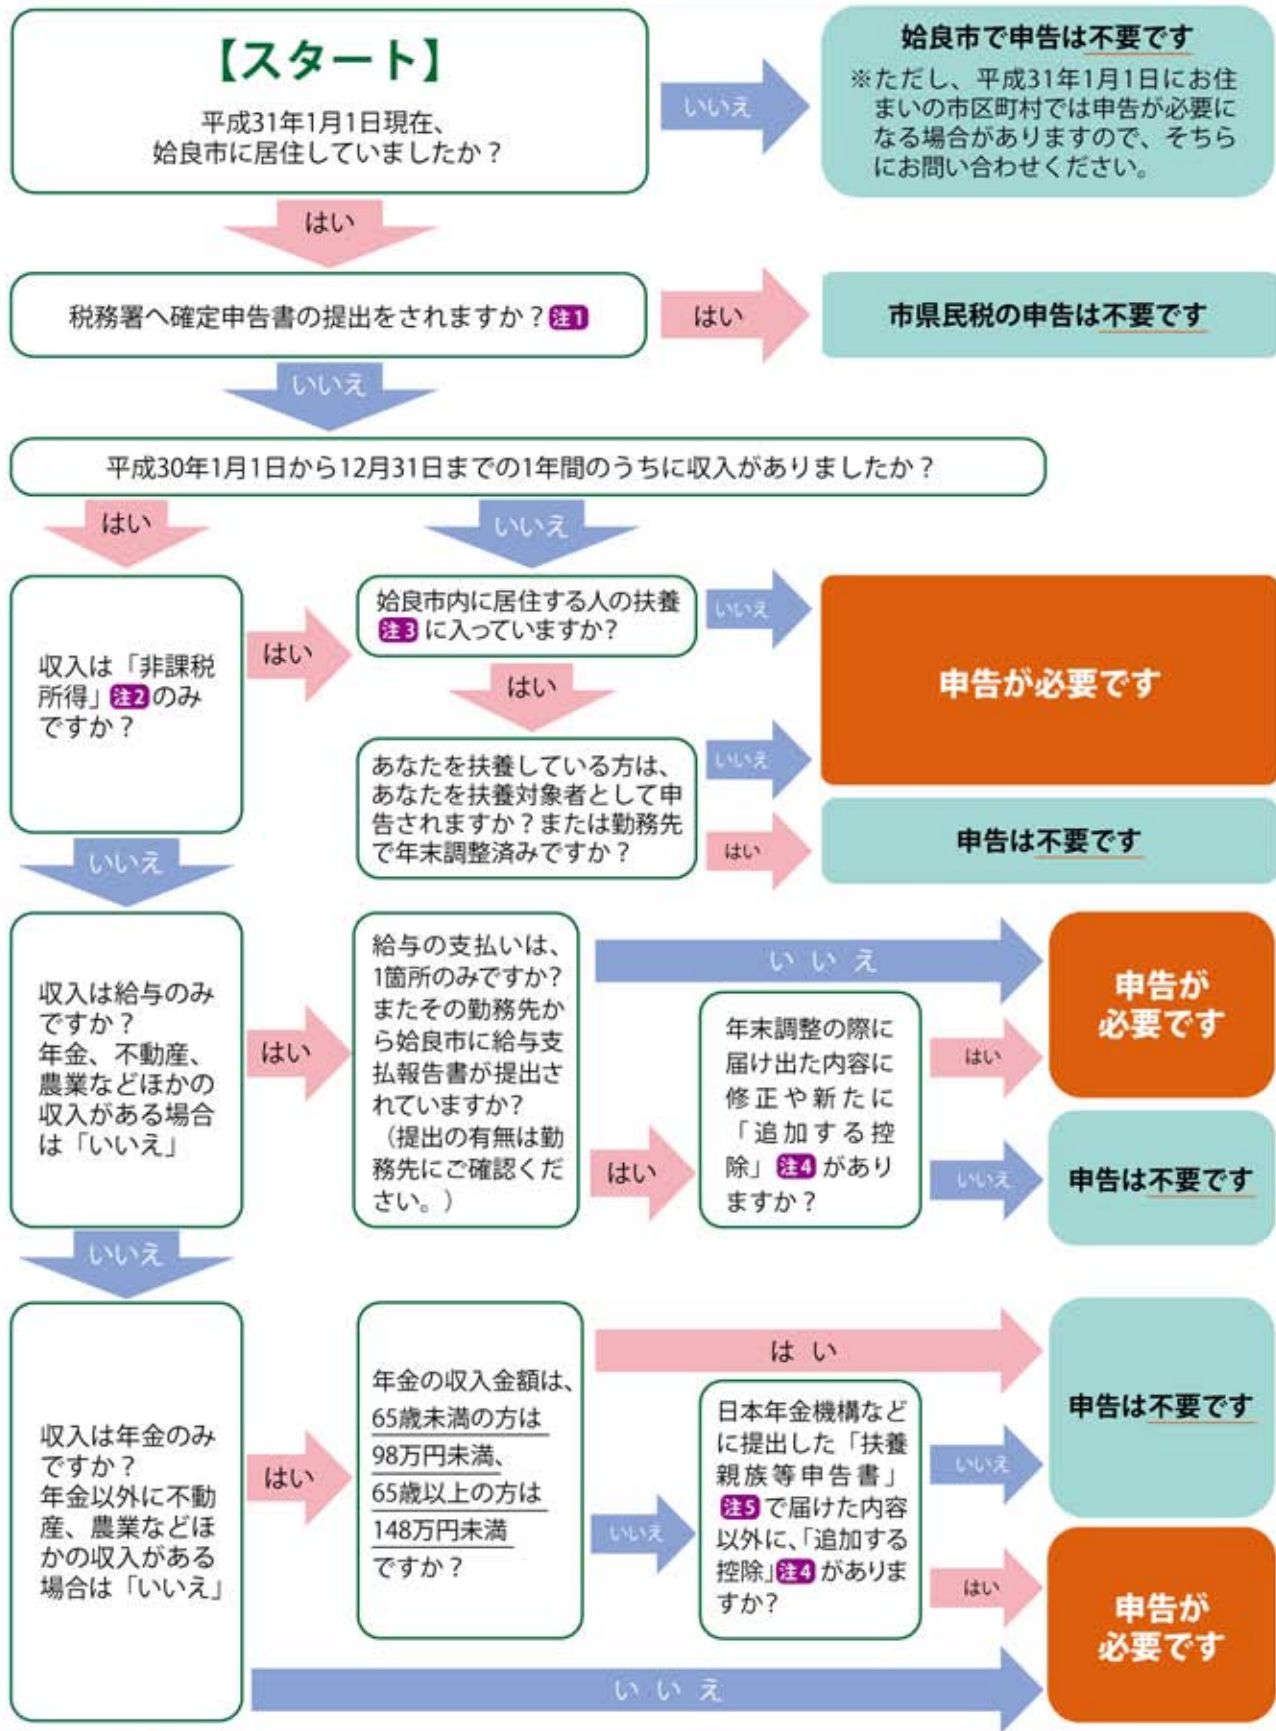 【スタート】
平成31年1月1日現在、
姶良市に居住していましたか？
いいえ
姶良市で申告は不要です
※ただし、平成31年1月1日にお住
まいの市区町村では申告が必要に
なる場合がありますので、そちら
にお問い合わせください。
はい
税務署へ確定申告書の提出をされますか？注1
はい
市県民税の申告は不要です
いいえ
平成30年1月1日から12月31日までの1年間のうちに収入がありましたか？
はい
いいえ
収入は「非課税
所得」注2のみ
ですか？
はい
姶良市内に居住する人の扶養
注3に入っていますか？
いいえ
申告が必要です
はい
あなたを扶養している方は、
あなたを扶養対象者として申
告されますか？または勤務先
で年末調整済みですか？
いいえ
はい
申告は不要です
いいえ
収入は給与のみ
ですか？
年金、不動産、
農業などほかの
収入がある場合
は「いいえ」
はい
給与の支払いは、
1箇所のみですか？
またその勤務先か
ら姶良市に給与支
払報告書が提出さ
れていますか？
（提出の有無は勤
務先にご確認くだ
さい。）
いいえ
はい
年末調整の際に
届け出た内容に
修正や新たに
「追加する控
除」注4があり
ますか？
はい
申告が
必要です
いいえ
申告は不要です
いいえ
収入は年金のみ
ですか？
年金以外に不動
産、農業などほ
かの収入がある
場合は「いいえ」
はい
年金の収入金額は、
65歳未満の方は
98万円未満、
65歳以上の方は
148万円未満
ですか？
はい
いいえ
日本年金機構など
に提出した「扶養
親族等申告書」
注5で届けた内容
以外に、「追加する
控除」注4がありま
すか？
いいえ
申告は不要です
はい
申告が
必要です
いいえ